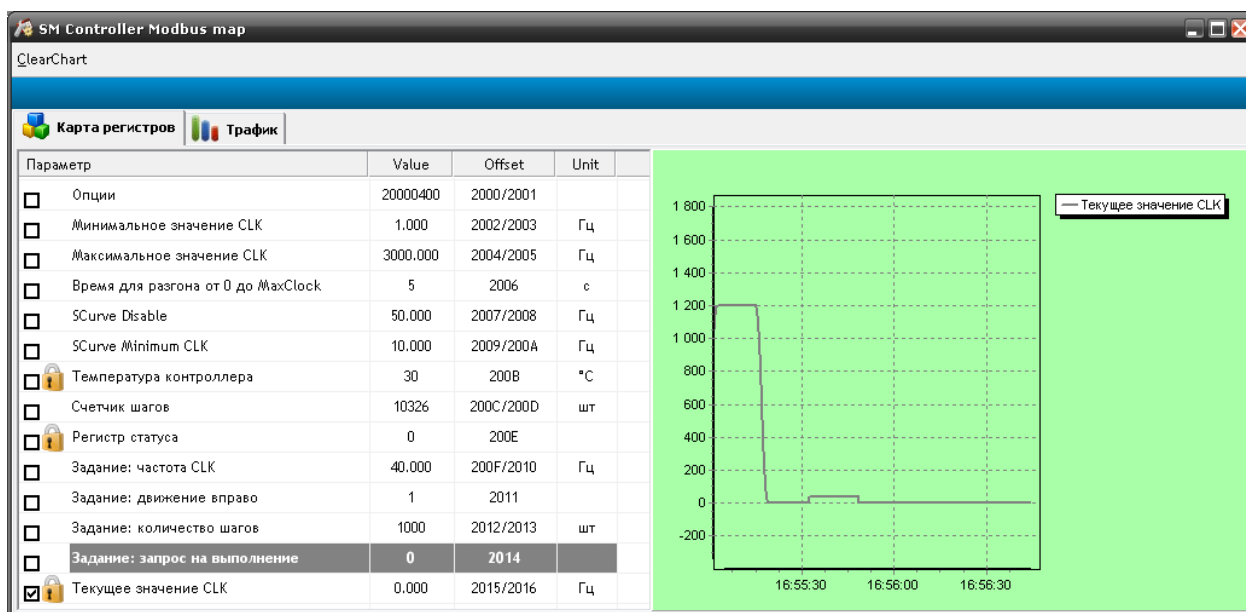 SM Controller Modbus map
ClearChart
Карта регистров Трафик
Параметр Value Offset Unit
Опции 20000400 2000/2001
Минимальное значение CLK 1.000 2002/2003 Гц
Максимальное значение CLK 3000.000 2004/2005 Гц
Время для разгона от 0 до MaxClock 5 2006 с
SCurve Disable 50.000 2007/2008 Гц
SCurve Minimum CLK 10.000 2009/200A Гц
Температура контроллера 30 200B °C
Счетчик шагов 10326 200C/200D шт
Регистр статуса 0 200E
Задание: частота CLK 40.000 200F/2010 Гц
Задание: движение вправо 1 2011
Задание: количество шагов 1000 2012/2013 шт
Задание: запрос на выполнение 0 2014
Текущее значение CLK 0.000 2015/2016 Гц
1 800
1 600
1 400
1 200
1 000
800
600
400
200
0
-200
16:55:30 16:56:00 16:56:30
Текущее значение CLK